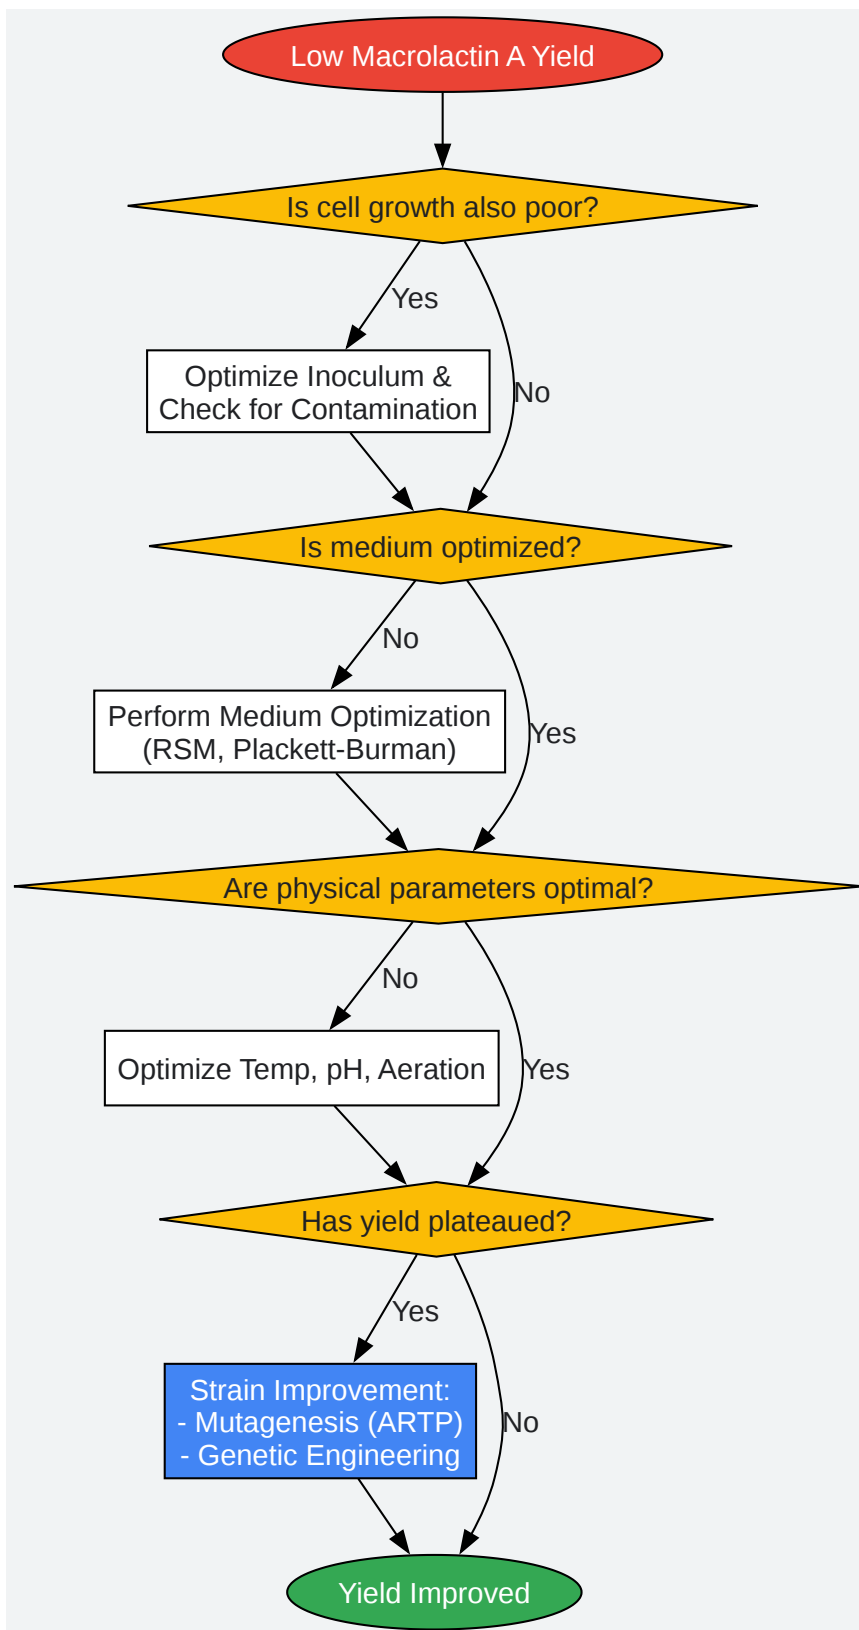 Low Macrolactin A Yield
Is cell growth also poor?
Yes
Optimize Inoculum &
Check for Contamination
No
Is medium optimized?
No
Perform Medium Optimization
(RSM, Plackett-Burman)
Yes
Are physical parameters optimal?
No
Optimize Temp, pH, Aeration
Yes
Has yield plateaued?
Yes
Strain Improvement:
- Mutagenesis (ARTP)
- Genetic Engineering
No
Yield Improved